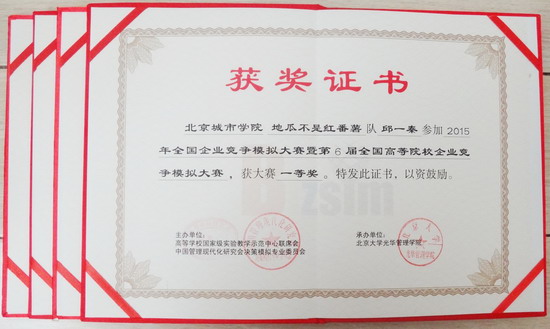 获奖证书
北京城市学院 地瓜不是红番薯 队 邱一泰 参加 2015
年全国企业竞争模拟大赛暨第 6 届全国高等院校企业竞
争模拟大赛，获大赛 一等奖 。特发此证书，以资鼓励。
主办单位：
高等学校国家级实验教学示范中心联席会
中国管理现代化研究会决策模拟专业委员会
承办单位：
北京大学光华管理学院